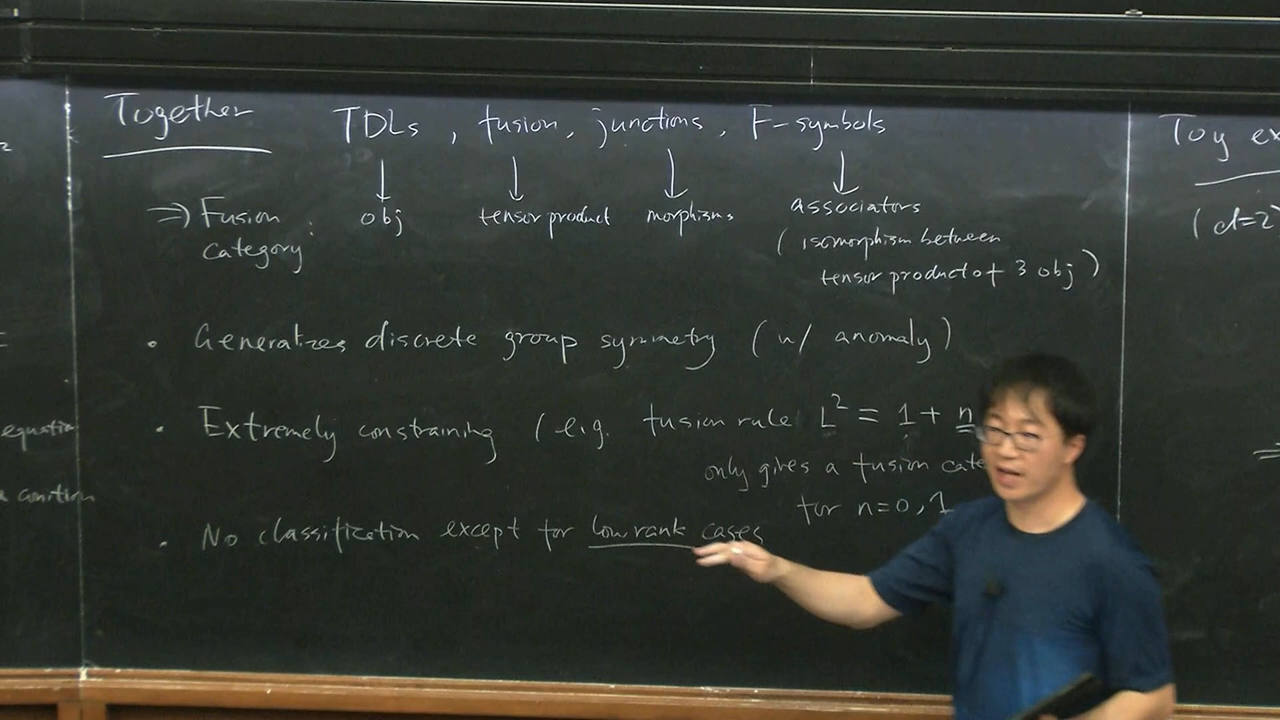 Together TDLs, fusion, junctions, F-symbols
↓ ↓ ↓ ↓
⇒ Fusion category: obj tensor product morphisms associators
(isomorphism between
tensor product of 3 obj)
• Generalizes discrete group symmetry (w/ anomaly)
• Extremely constraining (e.g. fusion rule L² = 1 + n
only gives a fusion cate
for n=0,1
• No classification except for low rank cases
equatio
Toy ex
(d=2